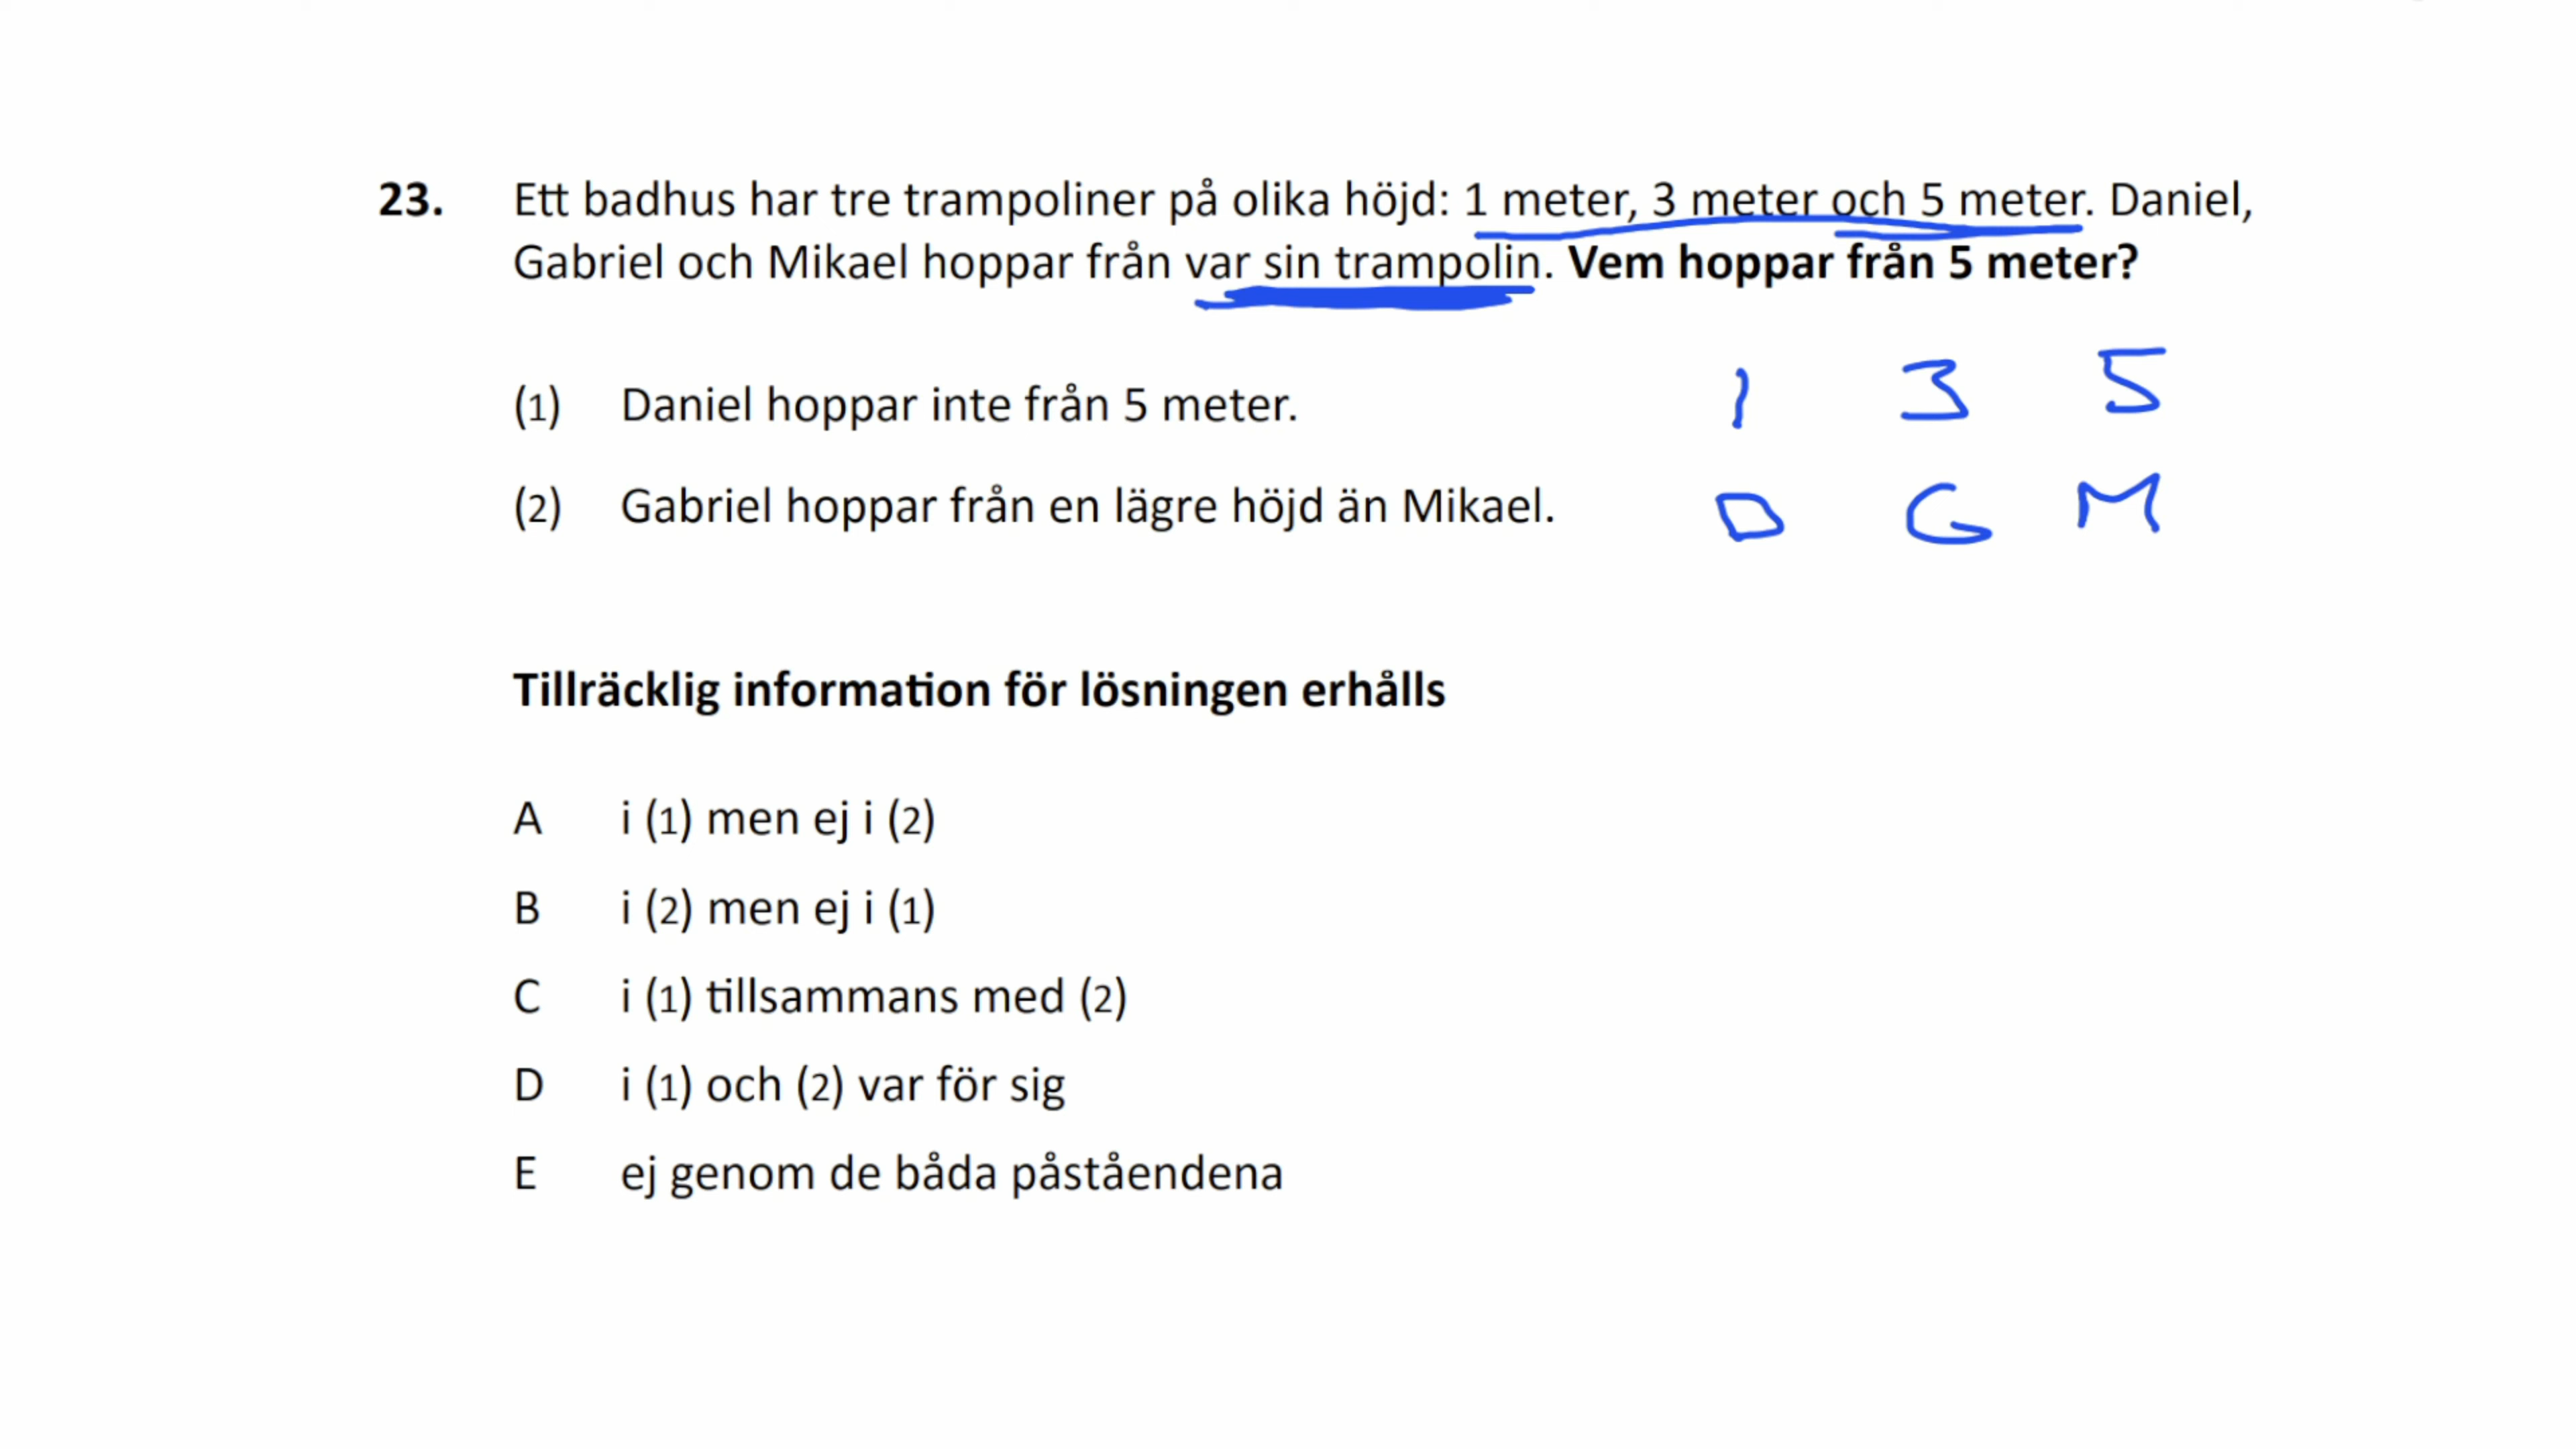 23. Ett badhus har tre trampoliner på olika höjd: 1 meter, 3 meter och 5 meter. Daniel,
Gabriel och Mikael hoppar från var sin trampolin. Vem hoppar från 5 meter?
(1) Daniel hoppar inte från 5 meter.
1 3 5
(2) Gabriel hoppar från en lägre höjd än Mikael.
D G M
Tillräcklig information för lösningen erhålls
A i (1) men ej i (2)
B i (2) men ej i (1)
C i (1) tillsammans med (2)
D i (1) och (2) var för sig
E ej genom de båda påståendena